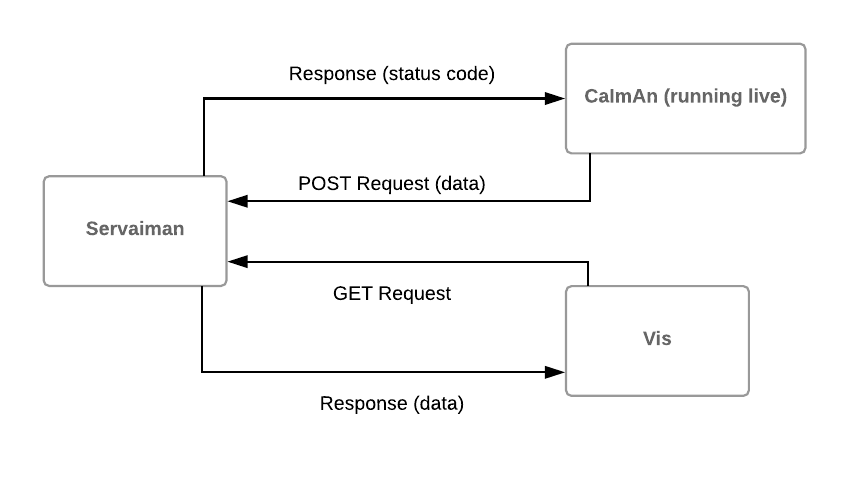 Response (status code)
CaImAn (running live)
POST Request (data)
Servaiman
GET Request
Vis
Response (data)